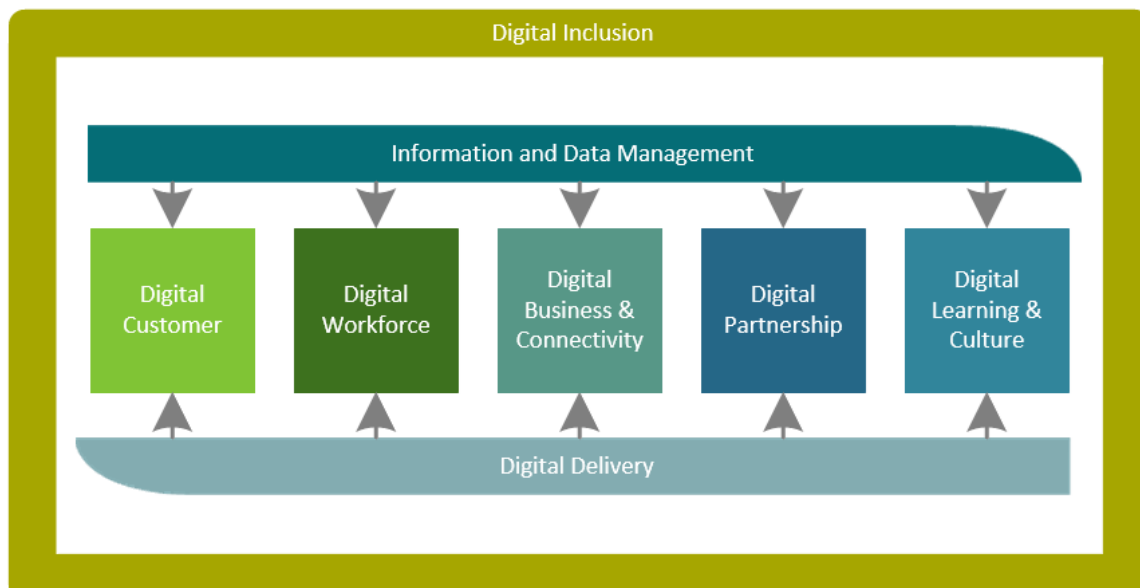 Digital Inclusion
Information and Data Management
Digital
Customer
Digital
Workforce
Digital
Business &
Connectivity
Digital
Partnership
Digital
Learning &
Culture
Digital Delivery